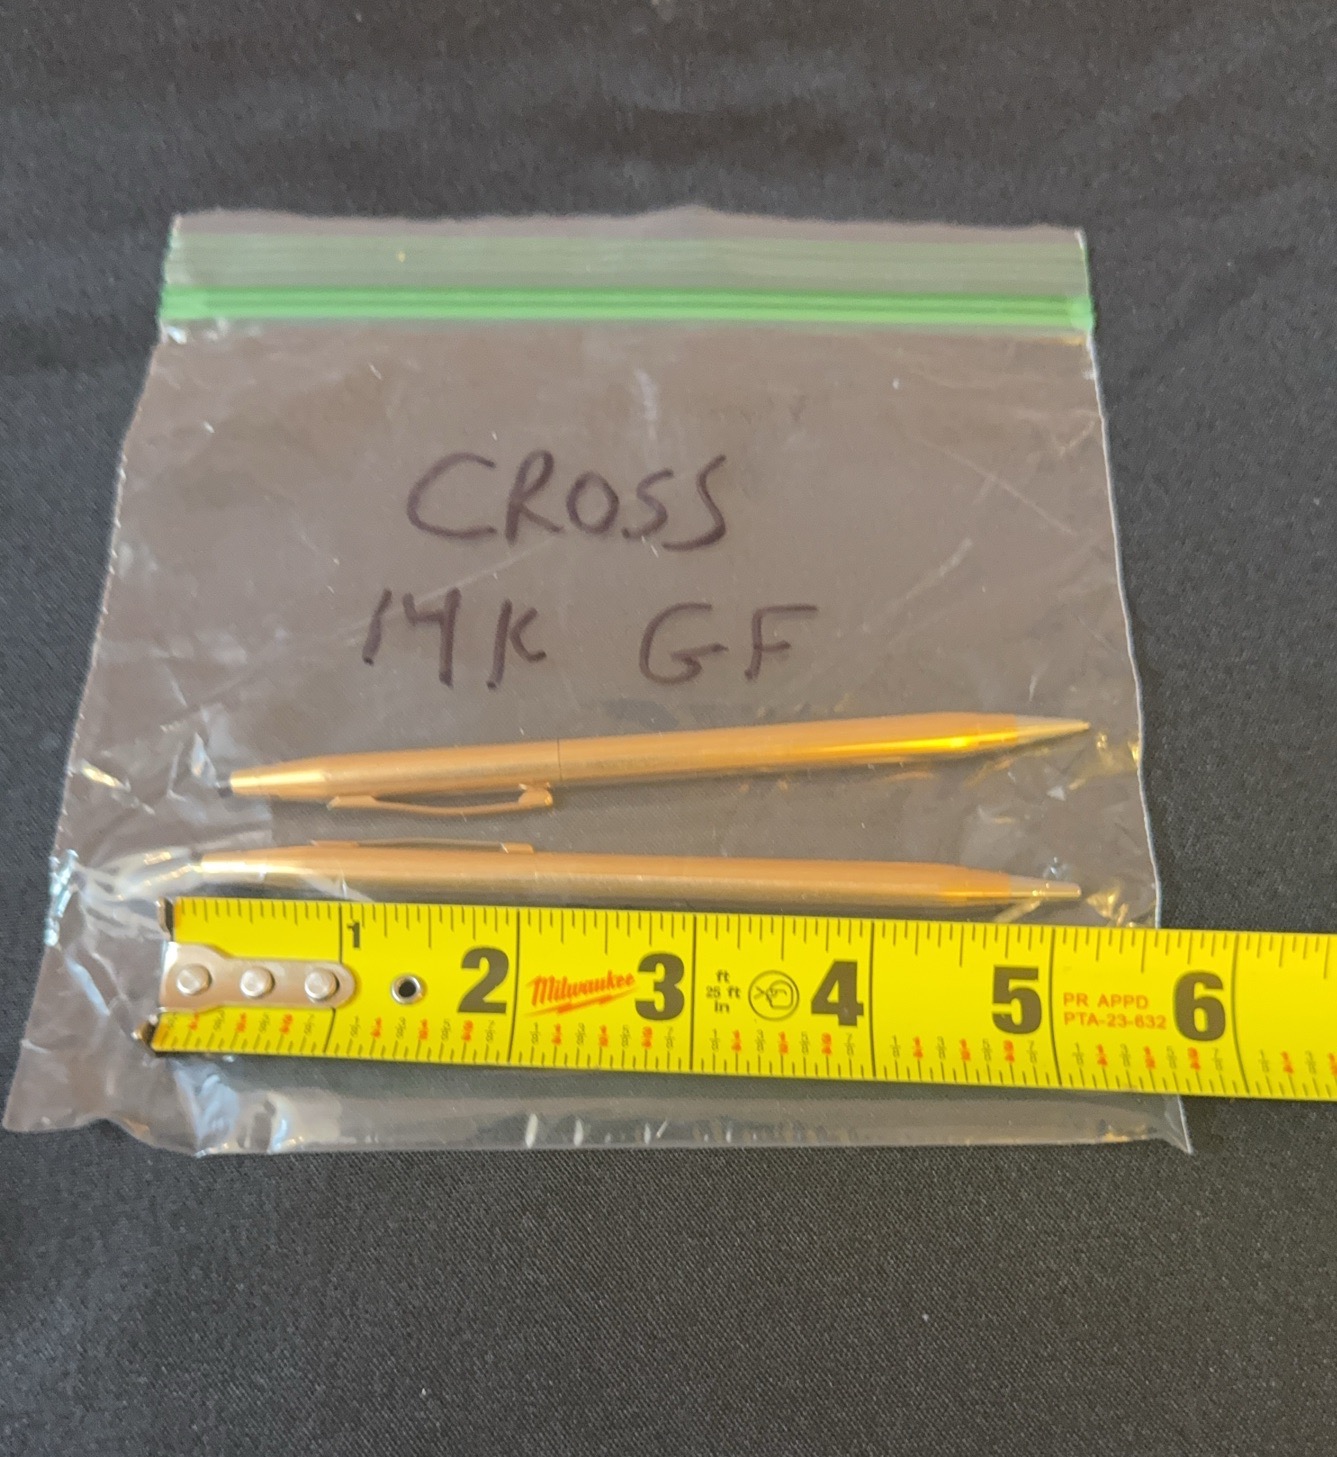 CROSS
14K GF
1 2 Milwaukee 3 ft 25 ft in 4 5 PR APPD PTA-23-632 6